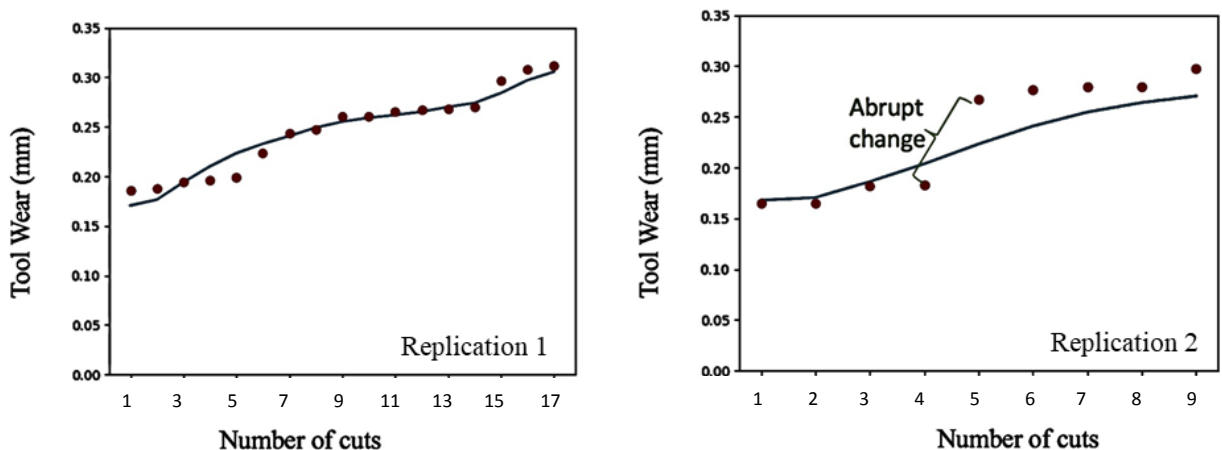 0.35
0.30
0.25
0.20
0.15
0.10
0.05
0.00
Tool Wear (mm)
Replication 1
1 3 5 7 9 11 13 15 17
Number of cuts
0.35
0.30
0.25
0.20
0.15
0.10
0.05
0.00
Tool Wear (mm)
Abrupt
change
Replication 2
1 2 3 4 5 6 7 8 9
Number of cuts